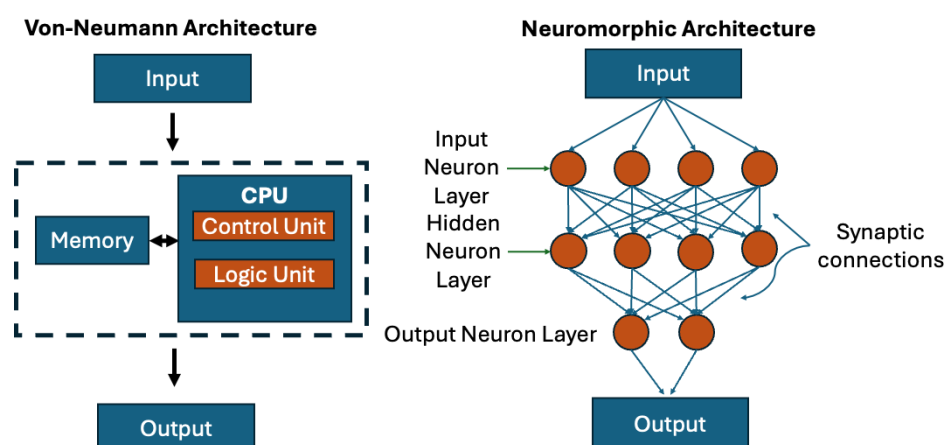 Von-Neumann Architecture
Input
CPU
Control Unit
Memory
Logic Unit
Output
Neuromorphic Architecture
Input
Input
Neuron
Layer
Hidden
Neuron
Layer
Synaptic
connections
Output Neuron Layer
Output